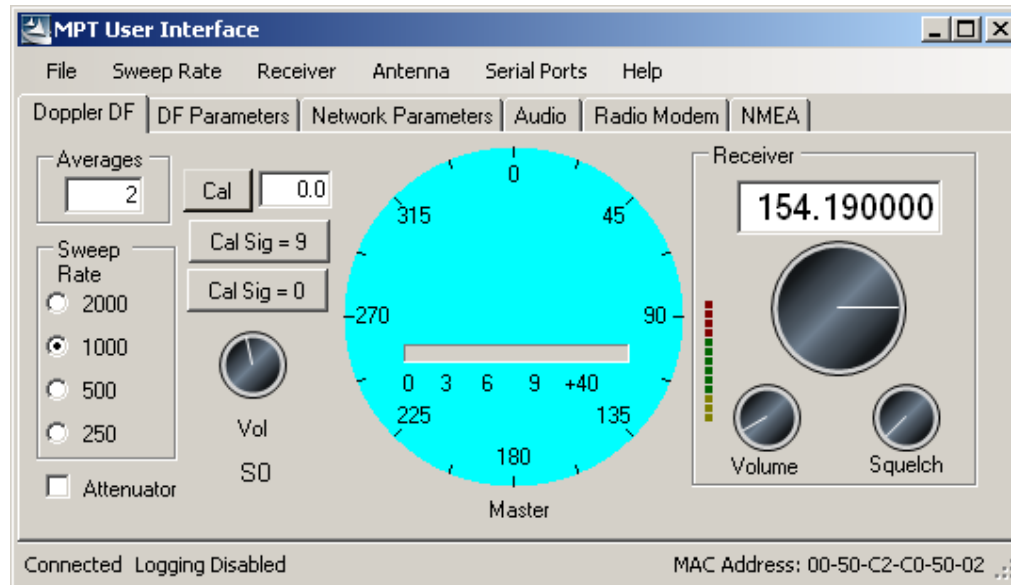 MPT User Interface
File Sweep Rate Receiver Antenna Serial Ports Help
Doppler DF DF Parameters Network Parameters Audio Radio Modem NMEA
Averages
2
Cal 0.0
Cal Sig = 9
Cal Sig = 0
Sweep
Rate
2000
1000
500
250
Attenuator
Vol
S0
0
45
90
135
180
225
270
315
0 3 6 9 +40
Master
Receiver
154.190000
Volume Squelch
Connected Logging Disabled MAC Address: 00-50-C2-C0-50-02